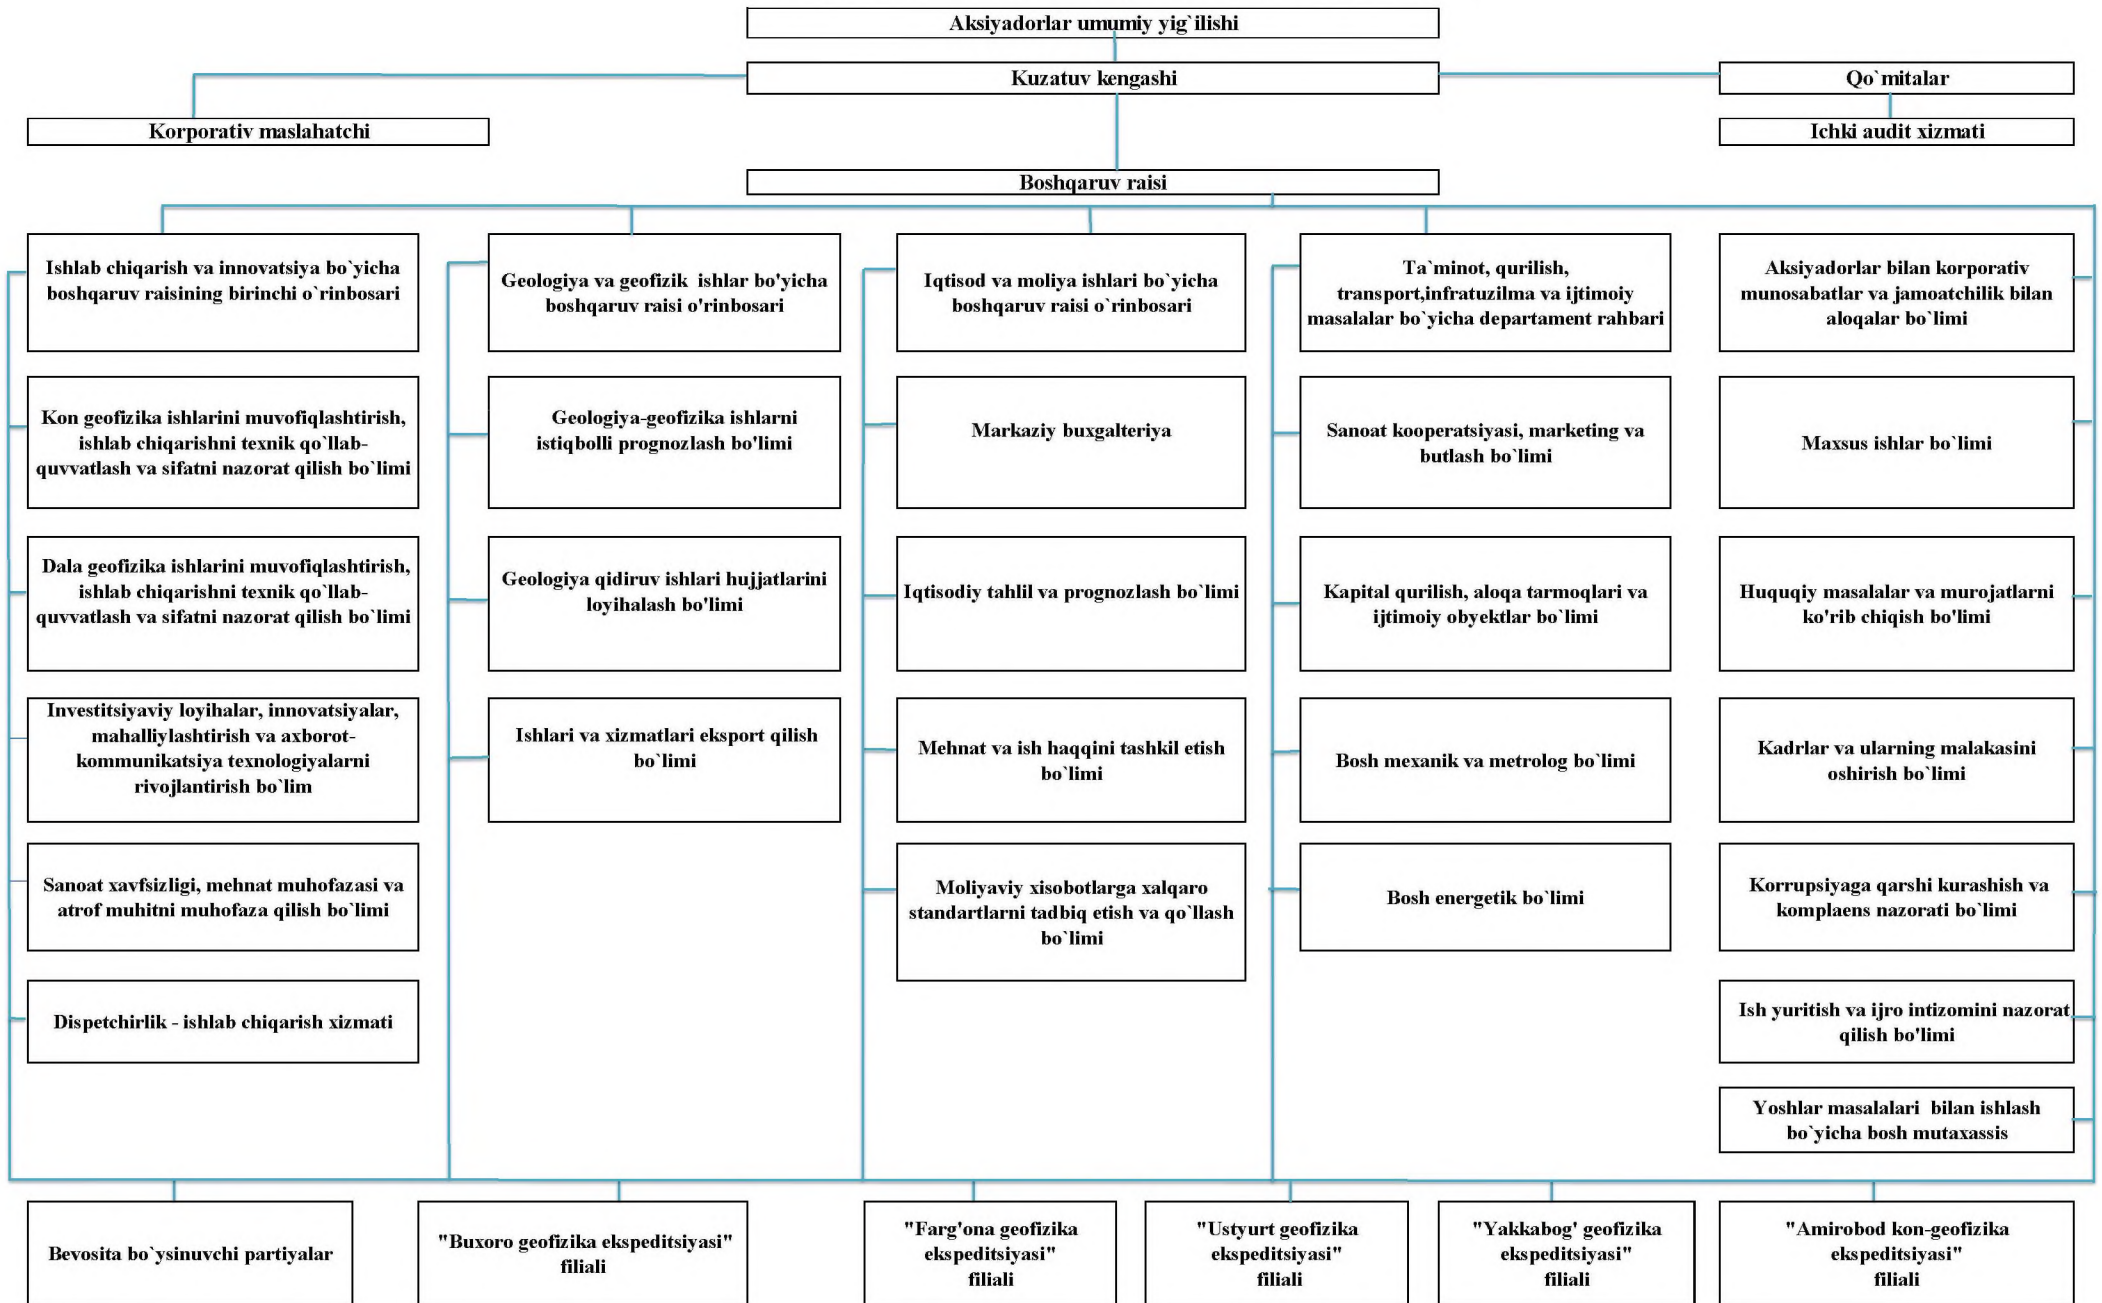 Aksiyadorlar umumiy yig`ilishi
Kuzatuv kengashi
Qo`mitalar
Korporativ maslahatchi
Ichki audit xizmati
Boshqaruv raisi
Ishlab chiqarish va innovatsiya bo`yicha
boshqaruv raisining birinchi o`rinbosari
Geologiya va geofizik ishlar bo'yicha
boshqaruv raisi o'rinbosari
Iqtisod va moliya ishlari bo`yicha
boshqaruv raisi o`rinbosari
Ta`minot, qurilish,
transport,infratuzilma va ijtimoiy
masalalar bo`yicha departament rahbari
Aksiyadorlar bilan korporativ
munosabatlar va jamoatchilik bilan
aloqalar bo`limi
Kon geofizika ishlarini muvofiqlashtirish,
ishlab chiqarishni texnik qo`llab-
quvvatlash va sifatni nazorat qilish bo`limi
Geologiya-geofizika ishlarni
istiqbolli prognozlash bo'limi
Markaziy buxgalteriya
Sanoat kooperatsiyasi, marketing va
butlash bo`limi
Maxsus ishlar bo`limi
Dala geofizika ishlarini muvofiqlashtirish,
ishlab chiqarishni texnik qo`llab-
quvvatlash va sifatni nazorat qilish bo`limi
Geologiya qidiruv ishlari hujjatlarini
loyihalash bo'limi
Iqtisodiy tahlil va prognozlash bo`limi
Kapital qurilish, aloqa tarmoqlari va
ijtimoiy obyektlar bo`limi
Huquqiy masalalar va murojatlarni
ko'rib chiqish bo'limi
Investitsiyaviy loyihalar, innovatsiyalar,
mahalliylashtirish va axborot-
kommunikatsiya texnologiyalarni
rivojlantirish bo`lim
Ishlari va xizmatlari eksport qilish
bo`limi
Mehnat va ish haqqini tashkil etish
bo`limi
Bosh mexanik va metrolog bo`limi
Kadrlar va ularning malakasini
oshirish bo`limi
Sanoat xavfsizligi, mehnat muhofazasi va
atrof muhitni muhofaza qilish bo`limi
Moliyaviy xisobotlarga xalqaro
standartlarni tadbiq etish va qo`llash
bo`limi
Bosh energetik bo`limi
Korrupsiyaga qarshi kurashish va
komplaens nazorati bo`limi
Dispetchirlik - ishlab chiqarish xizmati
Ish yuritish va ijro intizomini nazorat
qilish bo'limi
Yoshlar masalalari bilan ishlash
bo`yicha bosh mutaxassis
Bevosita bo`ysinuvchi partiyalar
"Buxoro geofizika ekspeditsiyasi"
filiali
"Farg'ona geofizika
ekspeditsiyasi"
filiali
"Ustyurt geofizika
ekspeditsiyasi"
filiali
"Yakkabog' geofizika
ekspeditsiyasi"
filiali
"Amirobod kon-geofizika
ekspeditsiyasi"
filiali